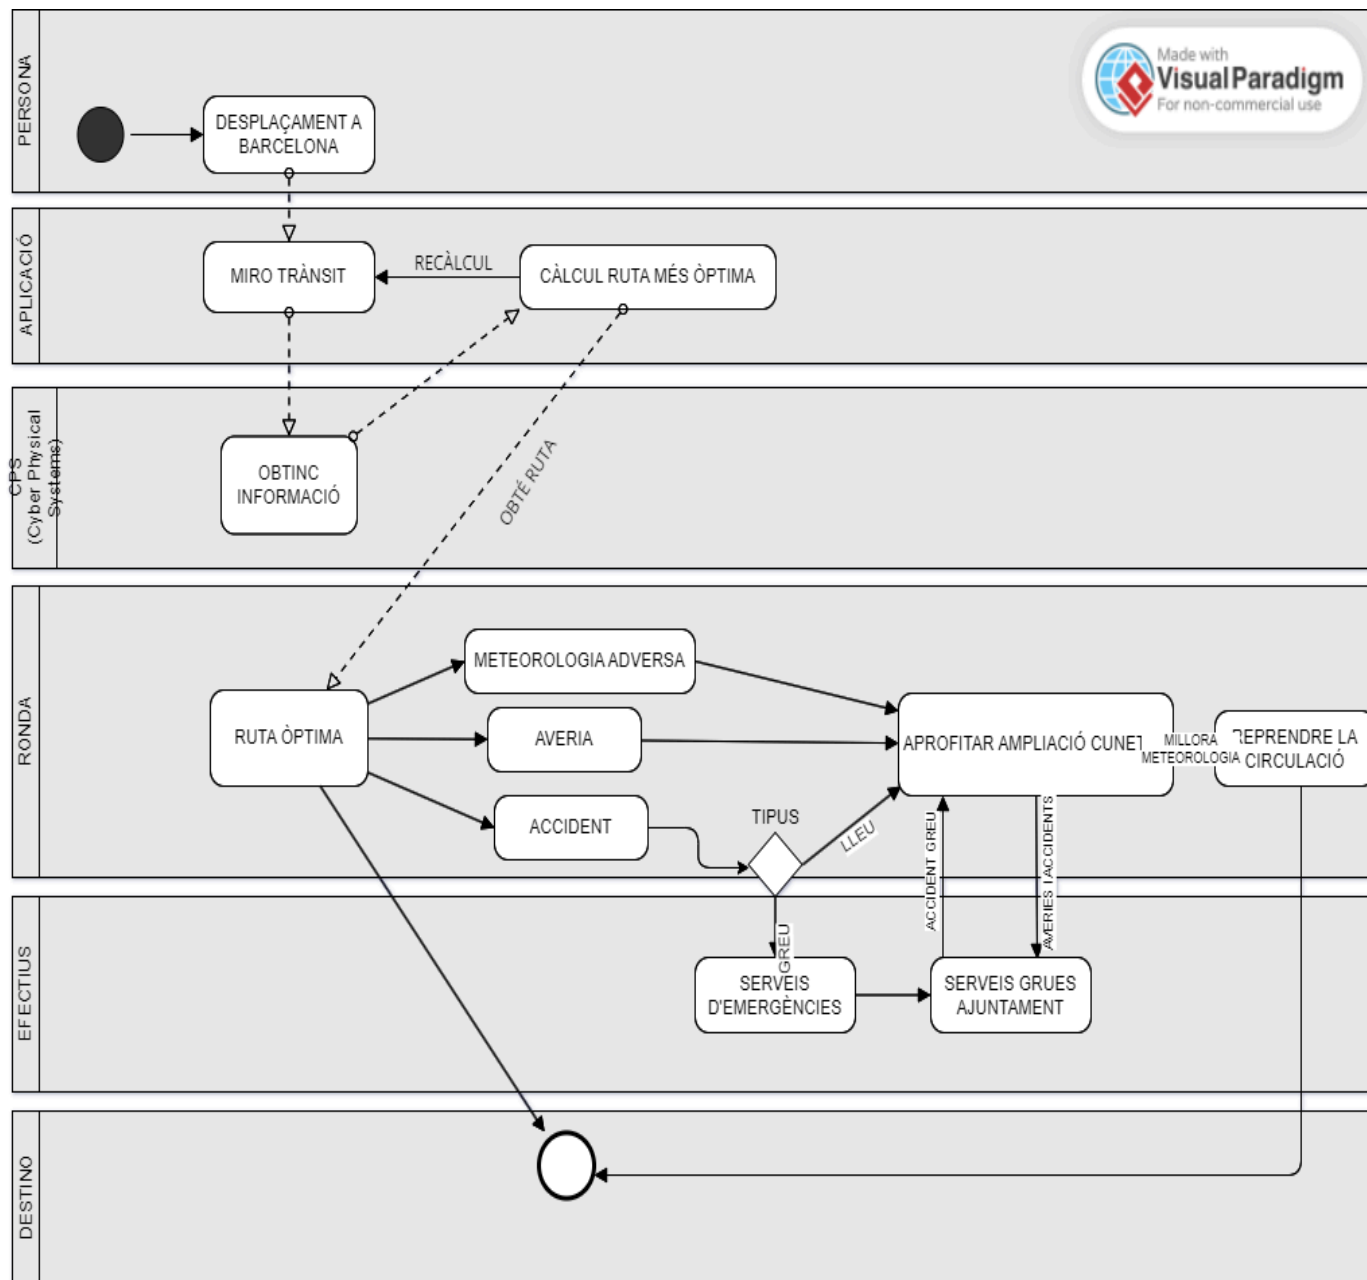 Made with
Visual Paradigm
For non-commercial use
PERSONA
DESPLAÇAMENT A
BARCELONA
APLICACIÓ
MIRO TRÀNSIT
RECÀLCUL
CÀLCUL RUTA MÉS ÒPTIMA
CPS
(Cyber Physical
Systems)
OBTINC
INFORMACIÓ
OBTÉ RUTA
RONDA
METEOROLOGIA ADVERSA
RUTA ÒPTIMA
AVERIA
APROFITAR AMPLIACIÓ CUNET
MILLORA
METEOROLOGIA
REPRENDRE LA
CIRCULACIÓ
ACCIDENT
TIPUS
LLEU
ACCIDENT GREU
AVERIES I ACCIDENTS
EFECTIUS
GREU
SERVEIS
D'EMERGÈNCIES
SERVEIS GRUES
AJUNTAMENT
DESTINO